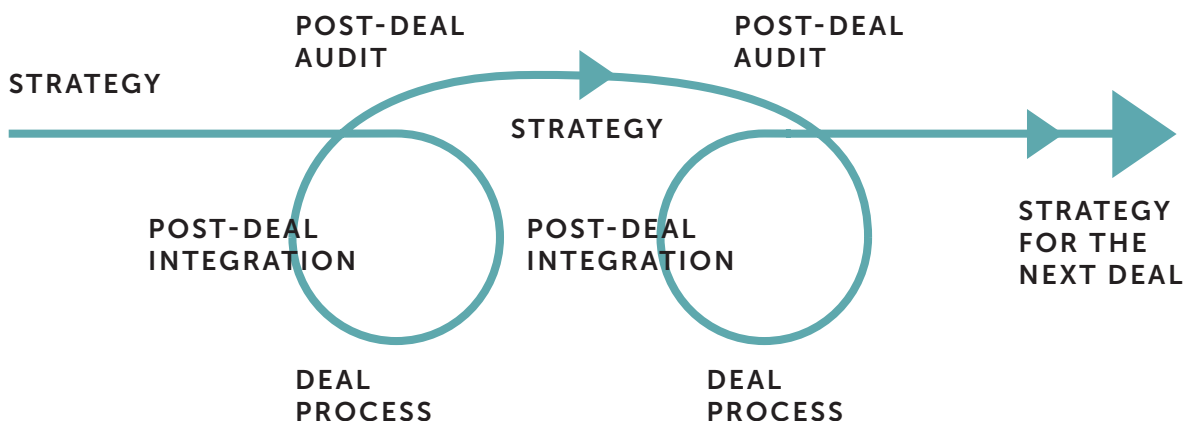 STRATEGY
POST-DEAL
AUDIT
POST-DEAL
INTEGRATION
DEAL
PROCESS
STRATEGY
POST-DEAL
AUDIT
POST-DEAL
INTEGRATION
DEAL
PROCESS
STRATEGY
FOR THE
NEXT DEAL